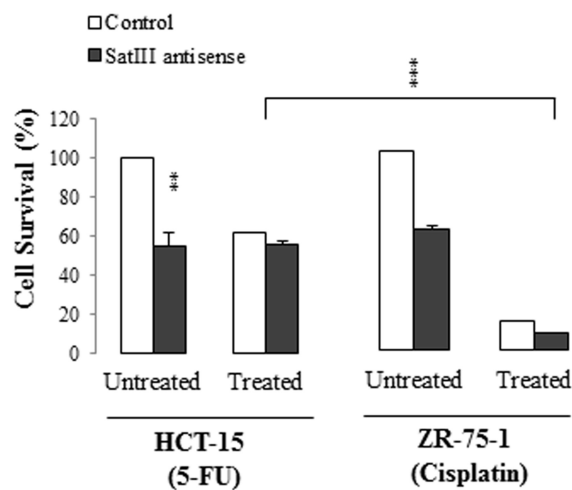 Control
SatIII antisense
***
Cell Survival (%)
120
100
80
60
40
20
0
**
Untreated Treated Untreated Treated
HCT-15 ZR-75-1
(5-FU) (Cisplatin)